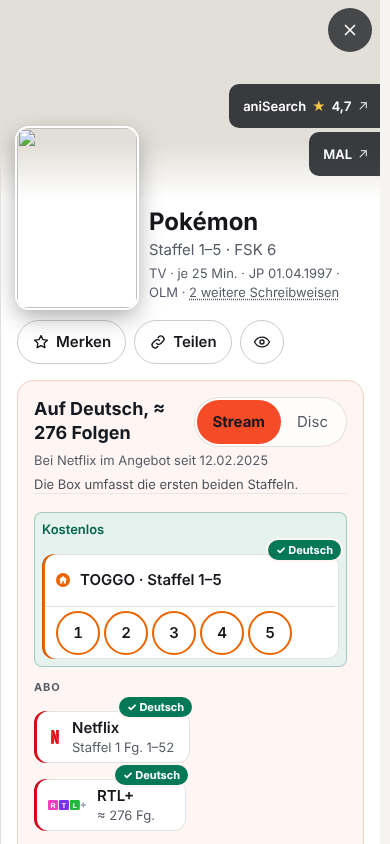 aniSearch ★ 4,7 ↗
MAL ↗
Pokémon
Staffel 1–5 · FSK 6
TV · je 25 Min. · JP 01.04.1997 ·
OLM · 2 weitere Schreibweisen
Merken
Teilen
Auf Deutsch, ≈
276 Folgen
Stream
Disc
Bei Netflix im Angebot seit 12.02.2025
Die Box umfasst die ersten beiden Staffeln.
Kostenlos
✓ Deutsch
TOGGO · Staffel 1–5
1 2 3 4 5
ABO
✓ Deutsch
N
Netflix
Staffel 1 Fg. 1–52
✓ Deutsch
RTL+
RTL+
≈ 276 Fg.